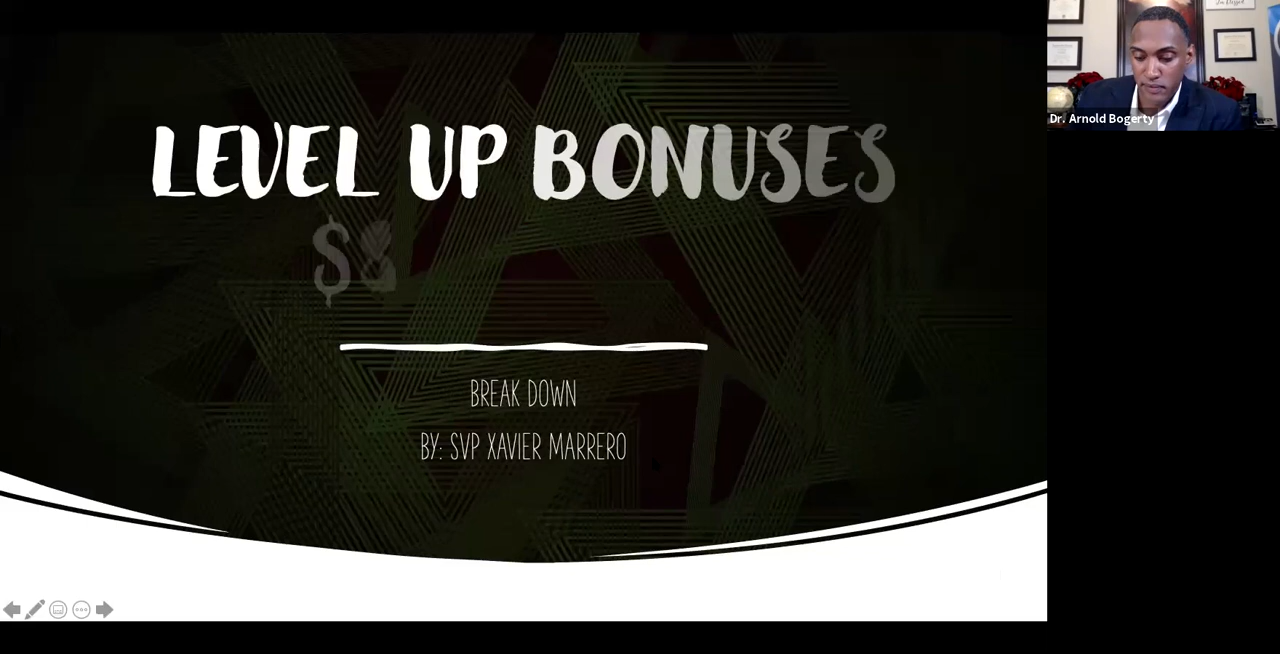 LEVEL UP BONUSES
$
BREAK DOWN
BY: SVP XAVIER MARRERO
Dr. Arnold Bogerty